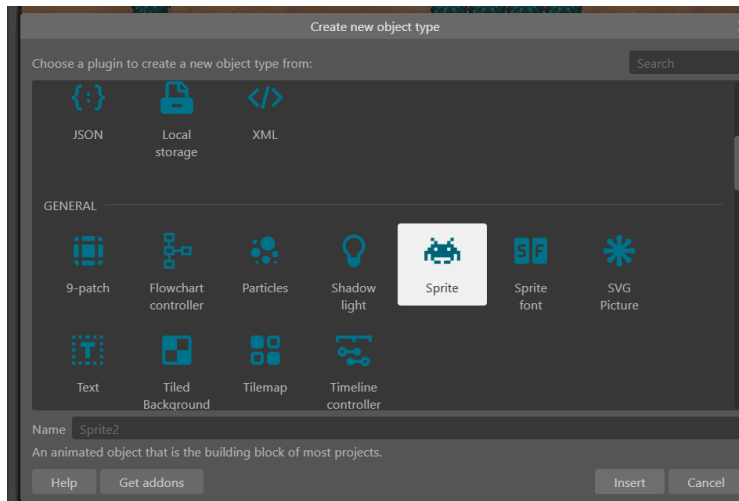 Create new object type
Choose a plugin to create a new object type from:
Search
{:}
</>
JSON
Local
storage
XML
GENERAL
S F
9-patch
Flowchart
controller
Particles
Shadow
light
Sprite
Sprite
font
SVG
Picture
T
Text
Tiled
Background
Tilemap
Timeline
controller
Name
Sprite2
An animated object that is the building block of most projects.
Help
Get addons
Insert
Cancel